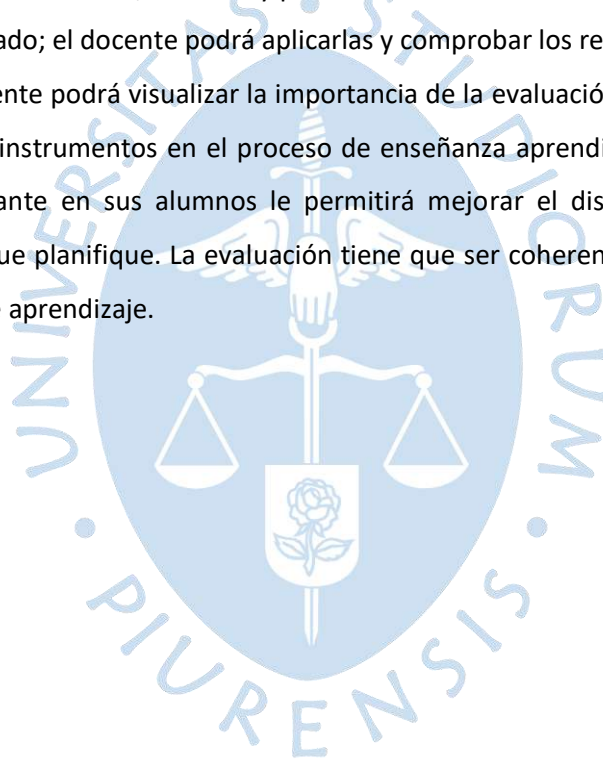 ado; el docente podrá aplicarlas y comprobar los re
ente podrá visualizar la importancia de la evaluació
instrumentos en el proceso de enseñanza aprendi
ante en sus alumnos le permitirá mejorar el dis
ue planifique. La evaluación tiene que ser coheren
aprendizaje.
UNIVERSITAS • STUDIORUM • PIURENSIS •